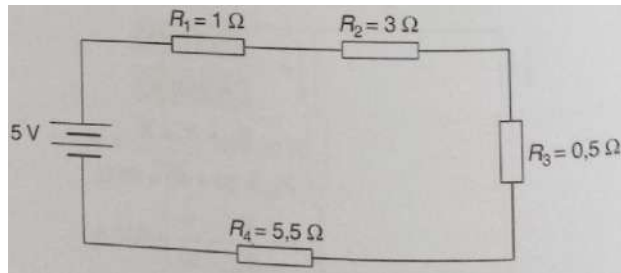 R₁ = 1 Ω
R₂ = 3 Ω
5 V
R₃ = 0,5 Ω
R₄ = 5,5 Ω